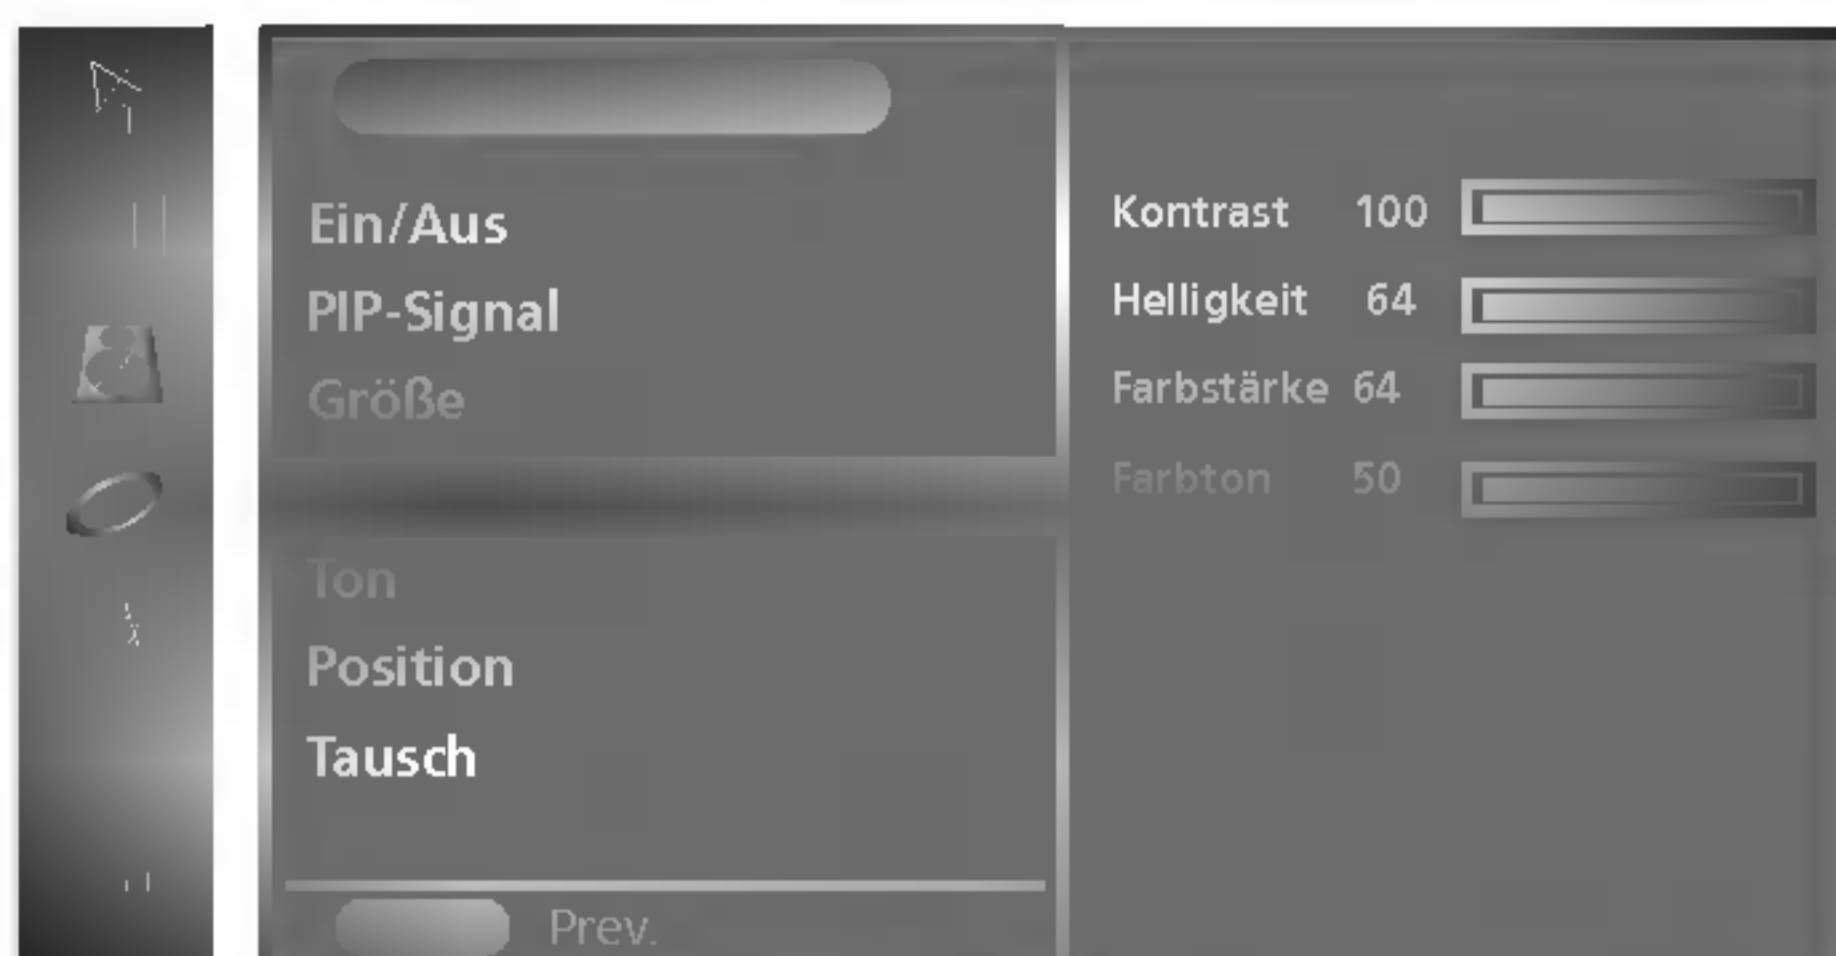 Ein/Aus
PIP-Signal
Größe
Ton
Position
Tausch
Prev.
Kontrast 100
Helligkeit 64
Farbstärke 64
Farbton 50